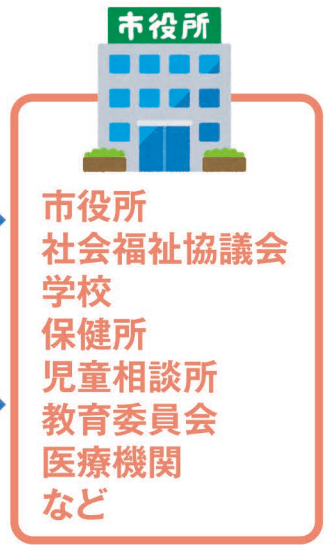 市役所
市役所
社会福祉協議会
学校
保健所
児童相談所
教育委員会
医療機関
など